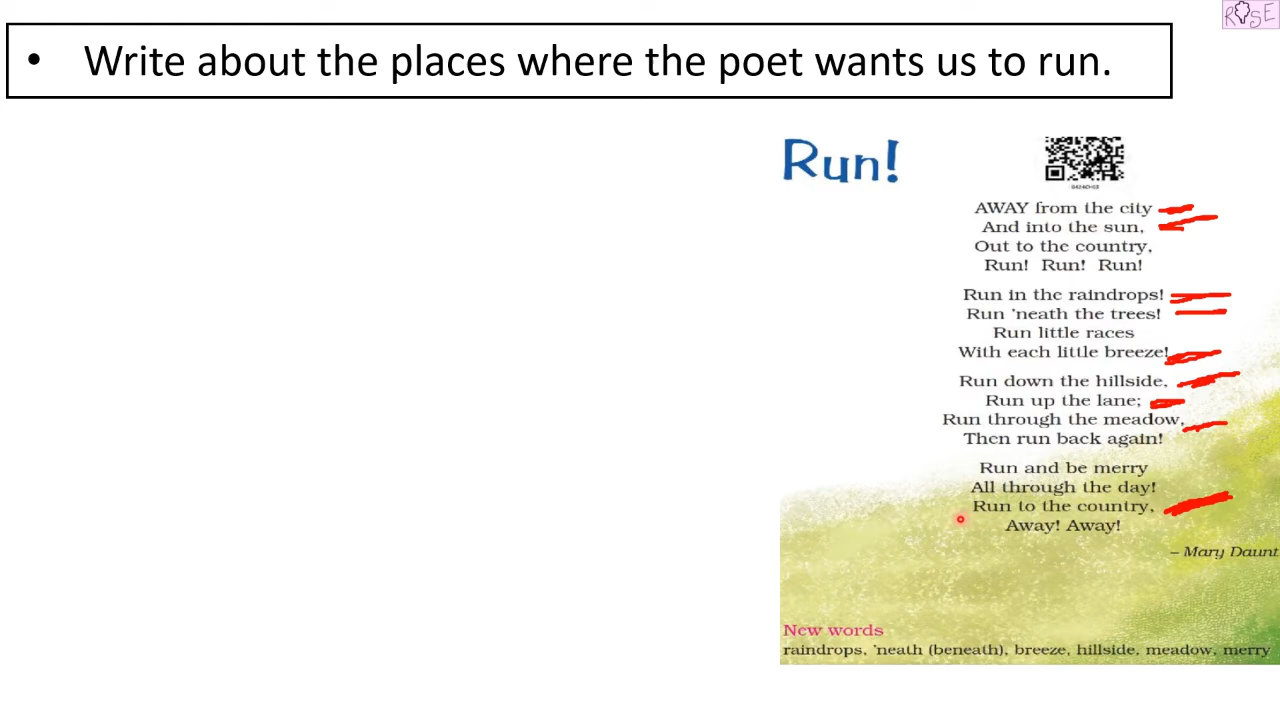 R SE
• Write about the places where the poet wants us to run.
Run!
AWAY from the city
And into the sun,
Out to the country,
Run! Run! Run!
Run in the raindrops!
Run 'neath the trees!
Run little races
With each little breeze!
Run down the hillside,
Run up the lane;
Run through the meadow,
Then run back again!
Run and be merry
All through the day!
Run to the country,
Away! Away!
– Mary Daunt
New words
raindrops, 'neath (beneath), breeze, hillside, meadow, merry